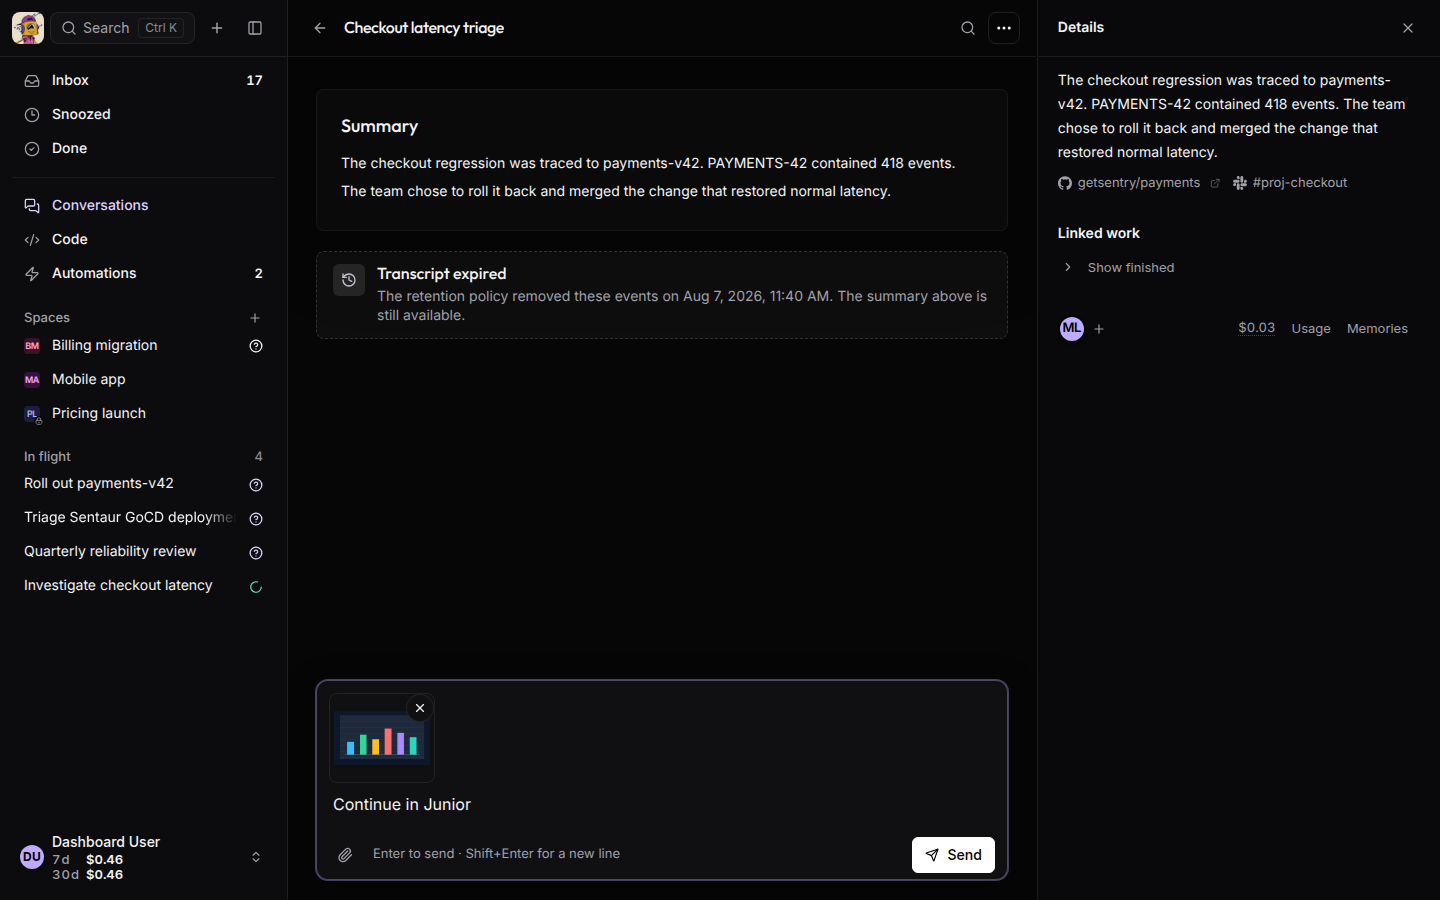 Search Ctrl K
Inbox 17
Snoozed
Done
Conversations
Code
Automations 2
Spaces
BM Billing migration
MA Mobile app
PL Pricing launch
In flight 4
Roll out payments-v42
Triage Sentaur GoCD deployme
Quarterly reliability review
Investigate checkout latency
DU Dashboard User
7d $0.46
30d $0.46
Checkout latency triage
Summary
The checkout regression was traced to payments-v42. PAYMENTS-42 contained 418 events.
The team chose to roll it back and merged the change that restored normal latency.
Transcript expired
The retention policy removed these events on Aug 7, 2026, 11:40 AM. The summary above is
still available.
Continue in Junior
Enter to send · Shift+Enter for a new line
Send
Details
The checkout regression was traced to payments-
v42. PAYMENTS-42 contained 418 events. The team
chose to roll it back and merged the change that
restored normal latency.
getsentry/payments #proj-checkout
Linked work
Show finished
ML $0.03 Usage Memories